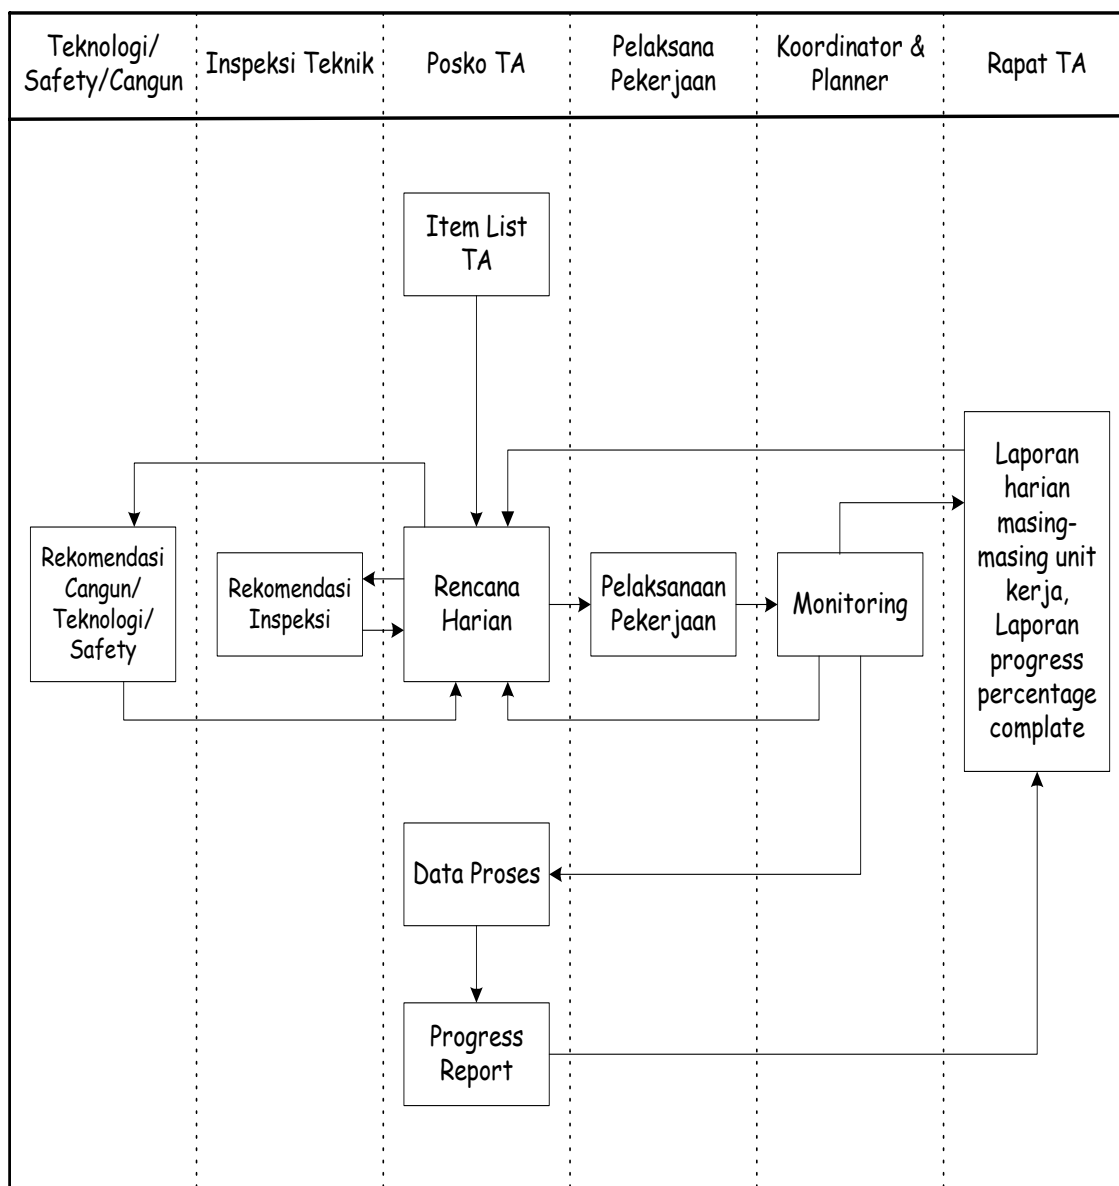 Teknologi/
Safety/Cangun
Inspeksi Teknik
Posko TA
Pelaksana
Pekerjaan
Koordinator &
Planner
Rapat TA
Item List
TA
Laporan
harian
masing-
masing unit
kerja,
Laporan
progress
percentage
complate
Rekomendasi
Cangun/
Teknologi/
Safety
Rekomendasi
Inspeksi
Rencana
Harian
Pelaksanaan
Pekerjaan
Monitoring
Data Proses
Progress
Report